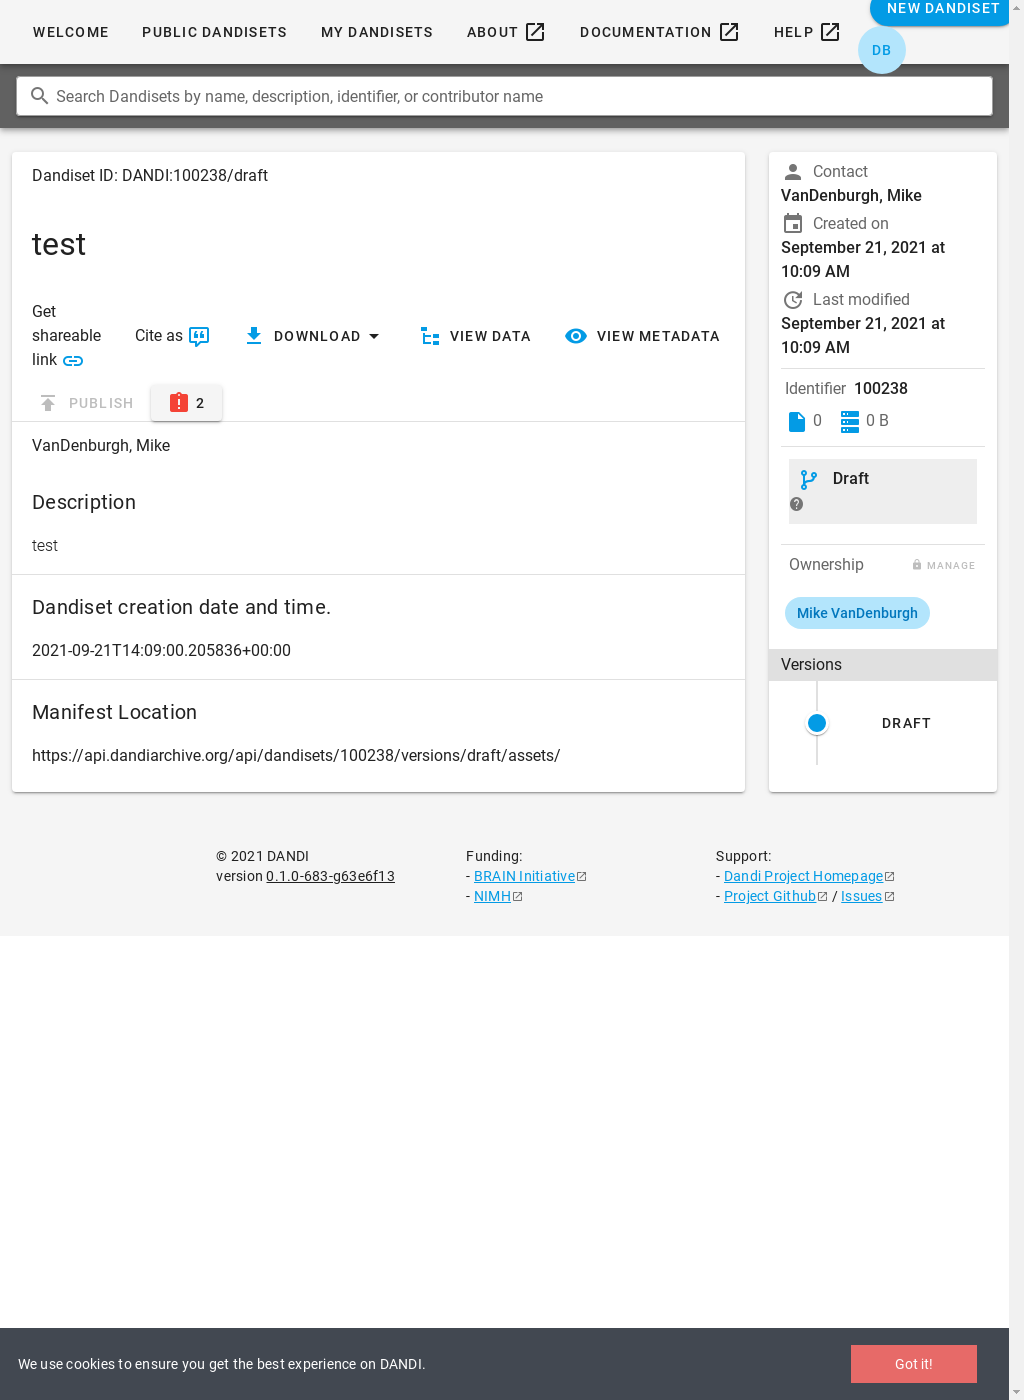 WELCOME
PUBLIC DANDISETS
MY DANDISETS
ABOUT
DOCUMENTATION
HELP
NEW DANDISET
DB
Search Dandisets by name, description, identifier, or contributor name
Dandiset ID: DANDI:100238/draft
test
Get
shareable
link
Cite as
DOWNLOAD
VIEW DATA
VIEW METADATA
PUBLISH
2
VanDenburgh, Mike
Description
test
Dandiset creation date and time.
2021-09-21T14:09:00.205836+00:00
Manifest Location
https://api.dandiarchive.org/api/dandisets/100238/versions/draft/assets/
Contact
VanDenburgh, Mike
Created on
September 21, 2021 at
10:09 AM
Last modified
September 21, 2021 at
10:09 AM
Identifier 100238
0
0 B
Draft
Ownership
MANAGE
Mike VanDenburgh
Versions
DRAFT
© 2021 DANDI
version 0.1.0-683-g63e6f13
Funding:
- BRAIN Initiative
- NIMH
Support:
- Dandi Project Homepage
- Project Github / Issues
We use cookies to ensure you get the best experience on DANDI.
Got it!